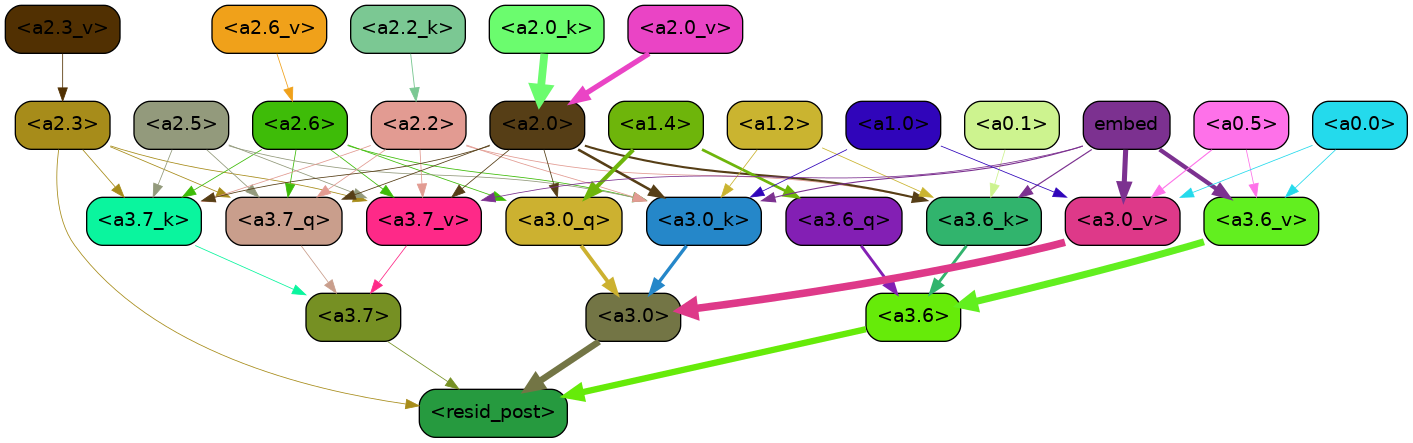 <a2.3_v> <a2.6_v> <a2.2_k> <a2.0_k> <a2.0_v>
<a2.3> <a2.5> <a2.6> <a2.2> <a2.0> <a1.4> <a1.2> <a1.0> <a0.1> embed <a0.5> <a0.0>
<a3.7_k> <a3.7_q> <a3.7_v> <a3.0_q> <a3.0_k> <a3.6_q> <a3.6_k> <a3.0_v> <a3.6_v>
<a3.7> <a3.0> <a3.6>
<resid_post>